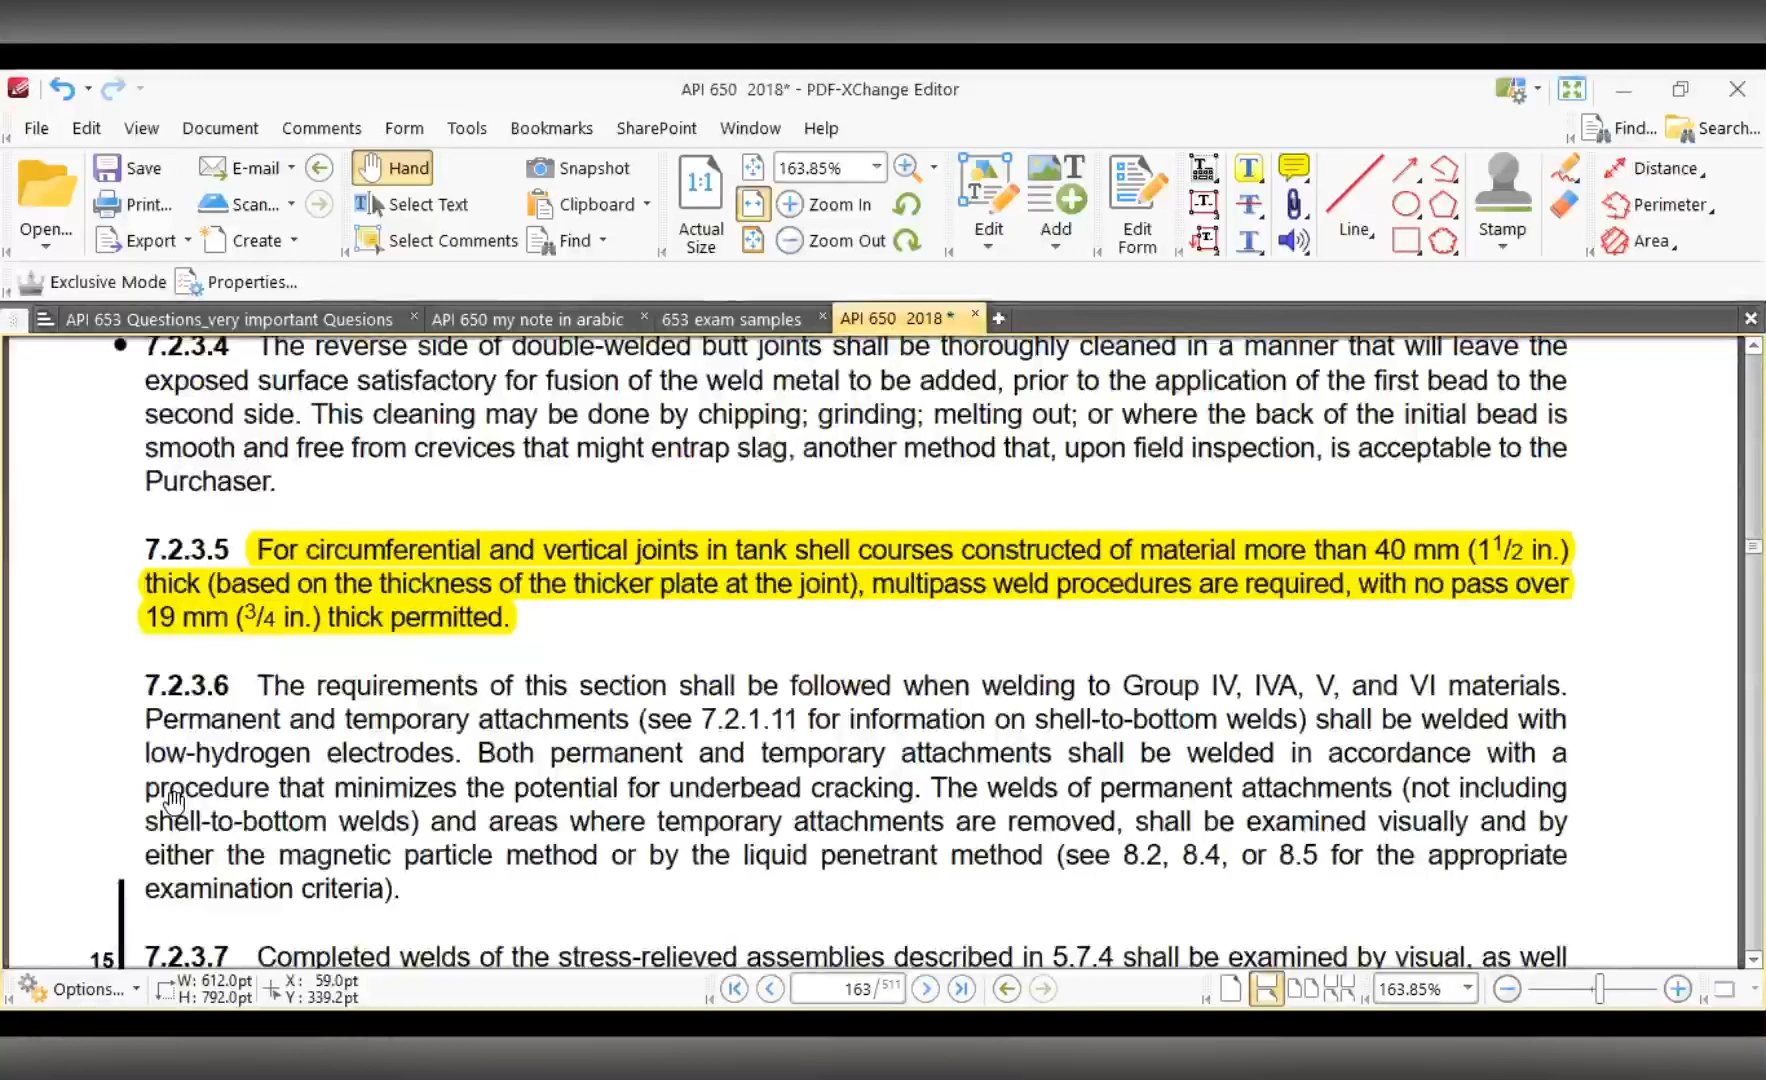 API 650 2018* - PDF-XChange Editor
File Edit View Document Comments Form Tools Bookmarks SharePoint Window Help
Find... Search...
Open...
Save
Print...
Export
E-mail
Scan...
Create
Hand
Select Text
Select Comments
Snapshot
Clipboard
Find
1:1
Actual
Size
163.85%
Zoom In
Zoom Out
Edit
Add
Edit
Form
Line
Stamp
Distance
Perimeter
Area
Exclusive Mode Properties...
API 653 Questions_very important Quesions API 650 my note in arabic 653 exam samples API 650 2018 *
7.2.3.4 The reverse side of double-welded butt joints shall be thoroughly cleaned in a manner that will leave the
exposed surface satisfactory for fusion of the weld metal to be added, prior to the application of the first bead to the
second side. This cleaning may be done by chipping; grinding; melting out; or where the back of the initial bead is
smooth and free from crevices that might entrap slag, another method that, upon field inspection, is acceptable to the
Purchaser.
7.2.3.5 For circumferential and vertical joints in tank shell courses constructed of material more than 40 mm (1 1/2 in.)
thick (based on the thickness of the thicker plate at the joint), multipass weld procedures are required, with no pass over
19 mm (3/4 in.) thick permitted.
7.2.3.6 The requirements of this section shall be followed when welding to Group IV, IVA, V, and VI materials.
Permanent and temporary attachments (see 7.2.1.11 for information on shell-to-bottom welds) shall be welded with
low-hydrogen electrodes. Both permanent and temporary attachments shall be welded in accordance with a
procedure that minimizes the potential for underbead cracking. The welds of permanent attachments (not including
shell-to-bottom welds) and areas where temporary attachments are removed, shall be examined visually and by
either the magnetic particle method or by the liquid penetrant method (see 8.2, 8.4, or 8.5 for the appropriate
examination criteria).
15 7.2.3.7 Completed welds of the stress-relieved assemblies described in 5.7.4 shall be examined by visual, as well
Options...
W: 612.0pt
H: 792.0pt
X: 59.0pt
Y: 339.2pt
163 / 511
163.85%